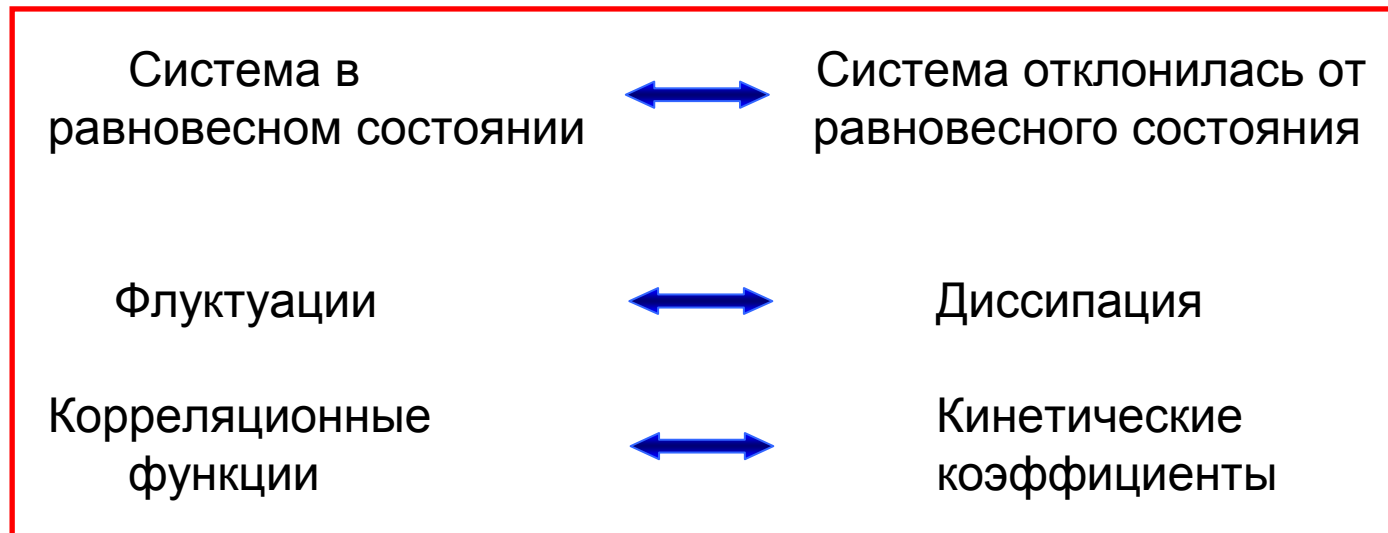 Система в
равновесном состоянии
Система отклонилась от
равновесного состояния
Флуктуации
Диссипация
Корреляционные
функции
Кинетические
коэффициенты